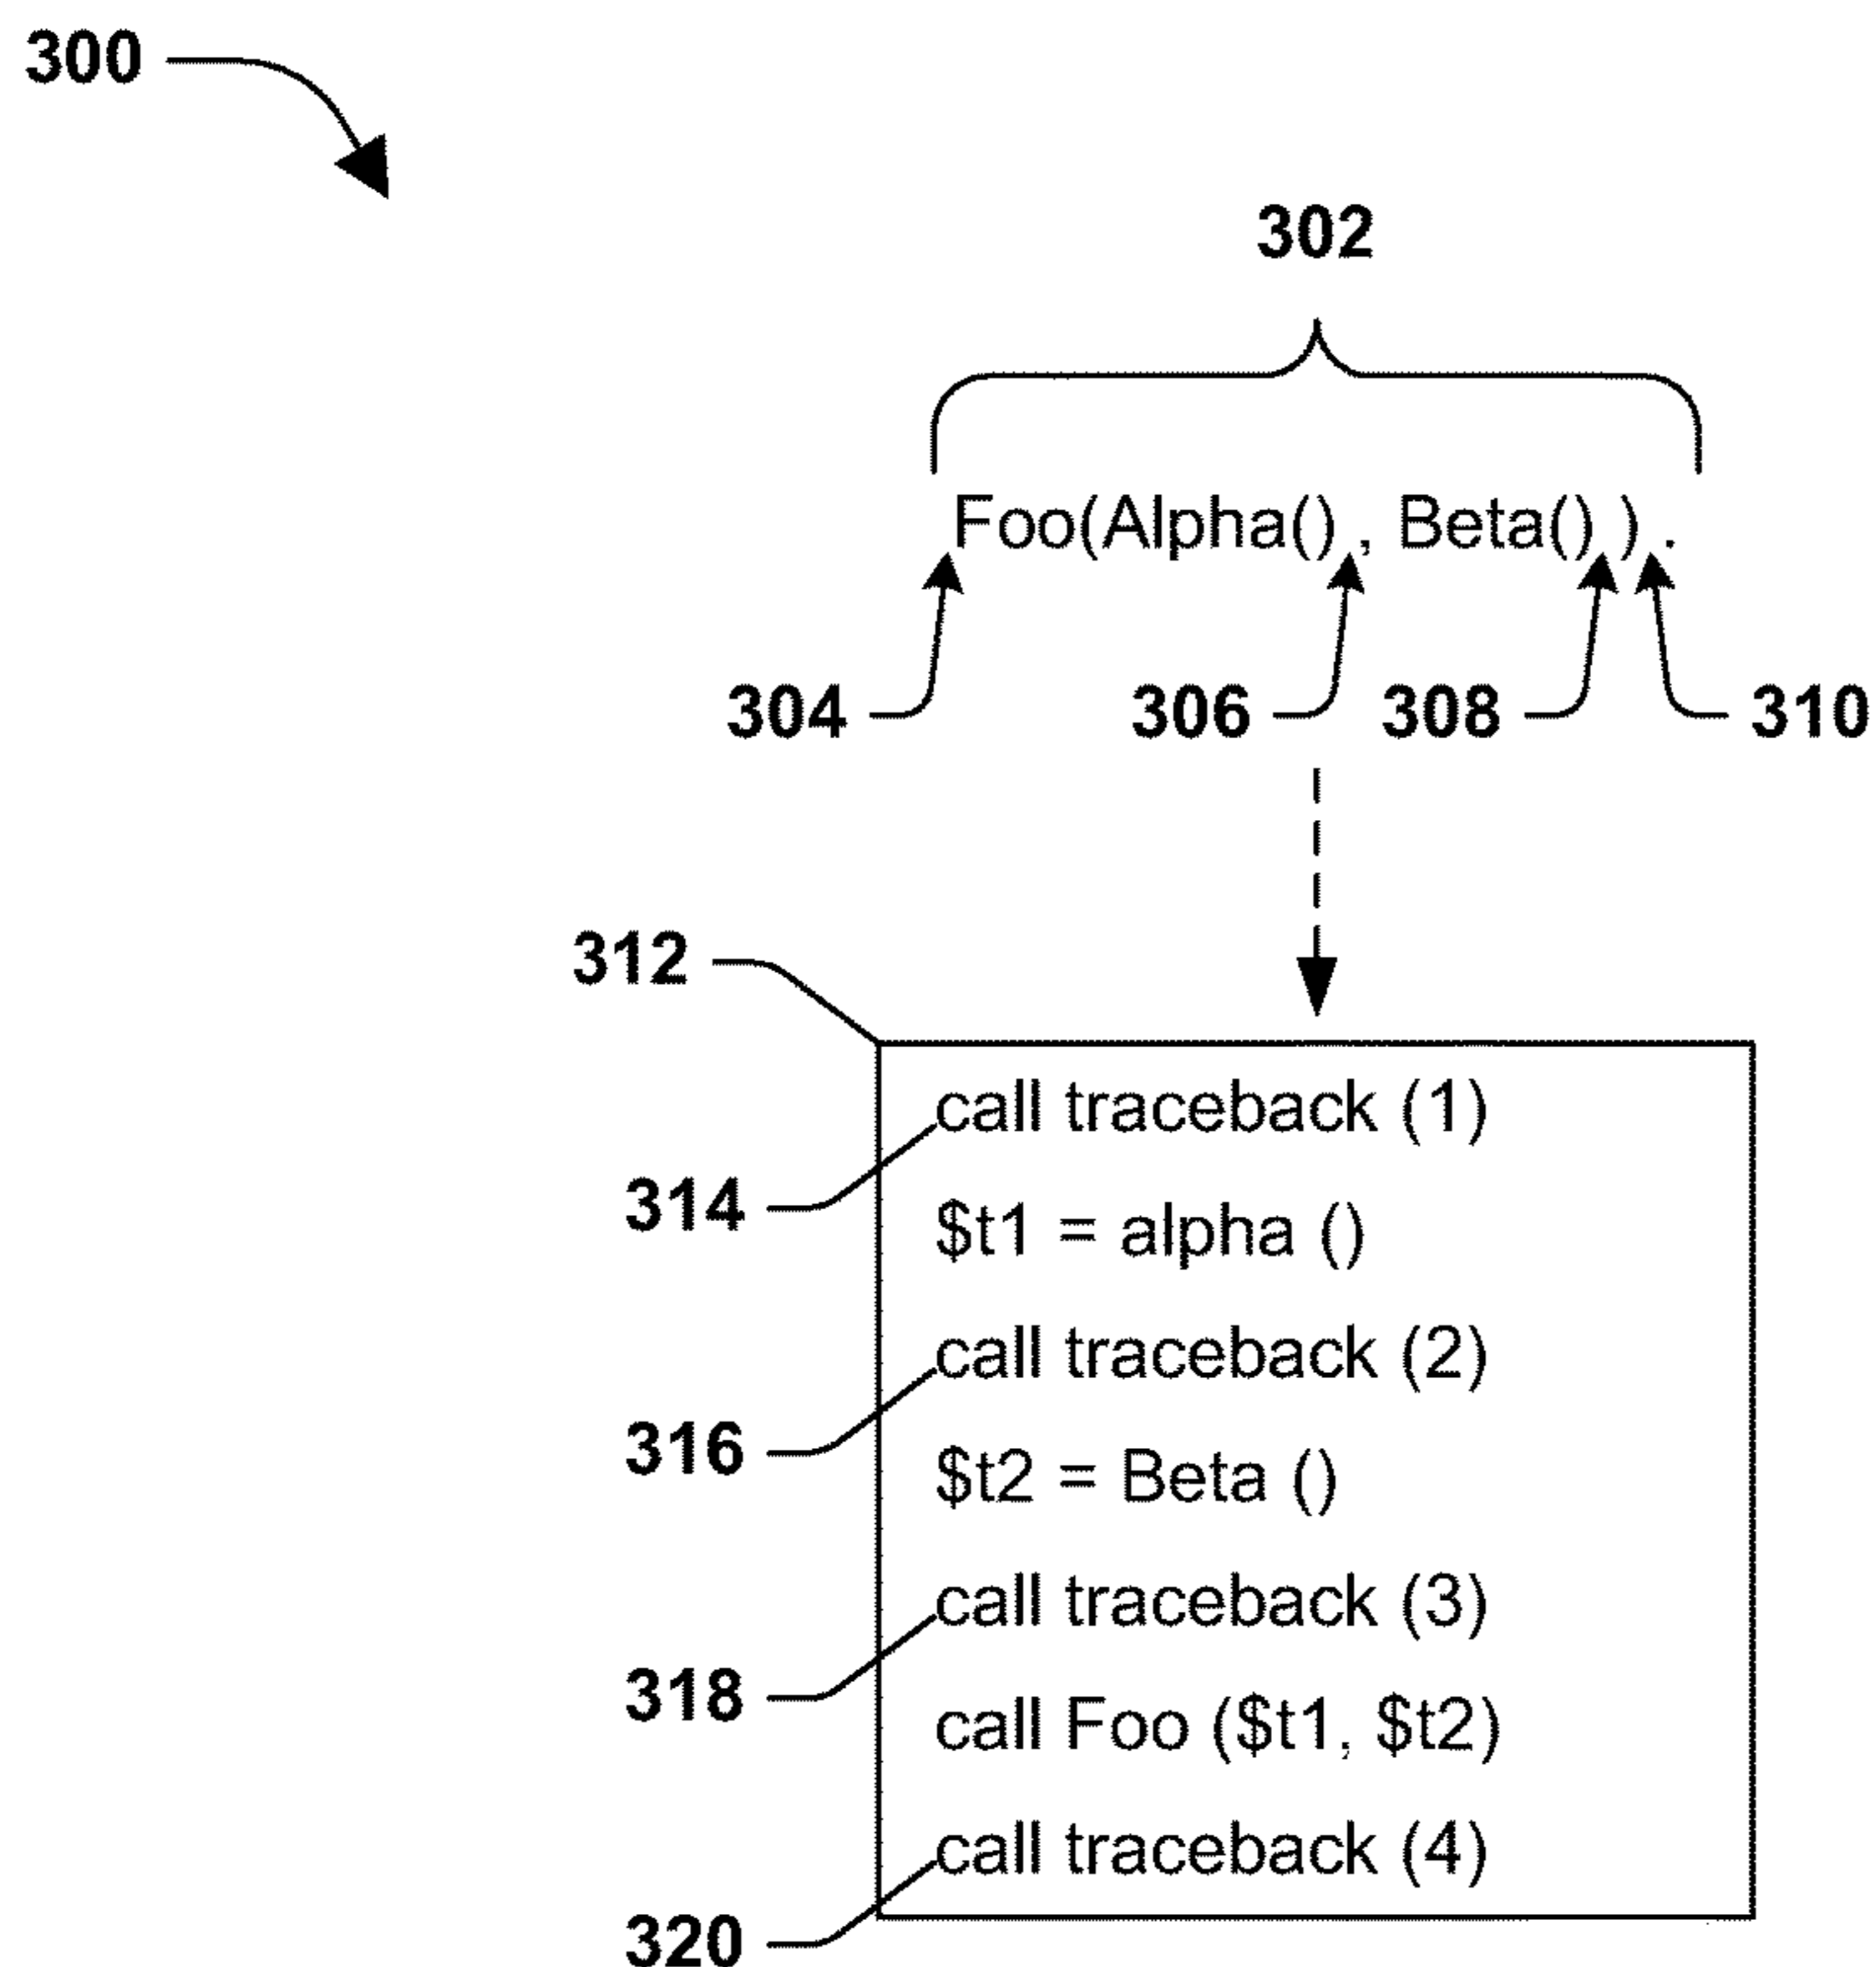 300
302
Foo(Alpha() , Beta() ) .
304 306 308 310
312
call traceback (1)
314
$t1 = alpha ()
call traceback (2)
316
$t2 = Beta ()
call traceback (3)
318
call Foo ($t1, $t2)
call traceback (4)
320